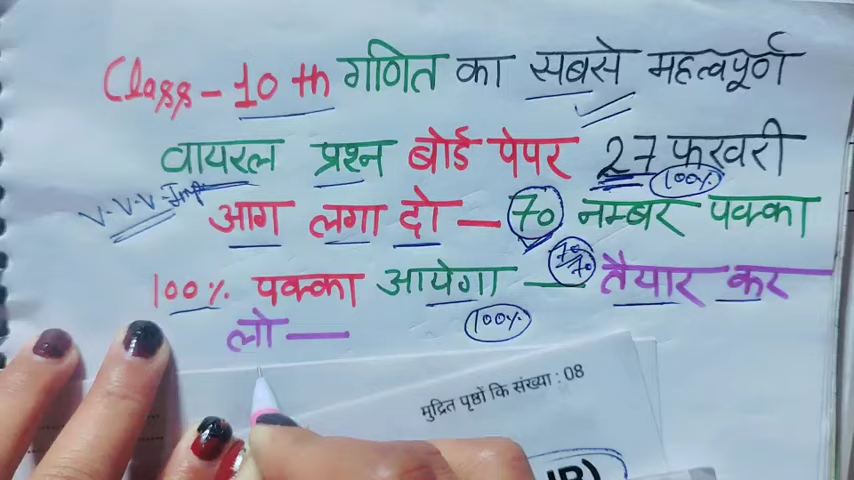 Class - 10 th गणित का सबसे महत्वपूर्ण
वायरल प्रश्न बोर्ड पेपर 27 फरवरी
100%
V-V-V-Imp
आग लगा दो — 70 नम्बर पक्का
70/70
100% पक्का आयेगा — तैयार कर
100%
लो —
मुद्रित पृष्ठों कि संख्या : 08